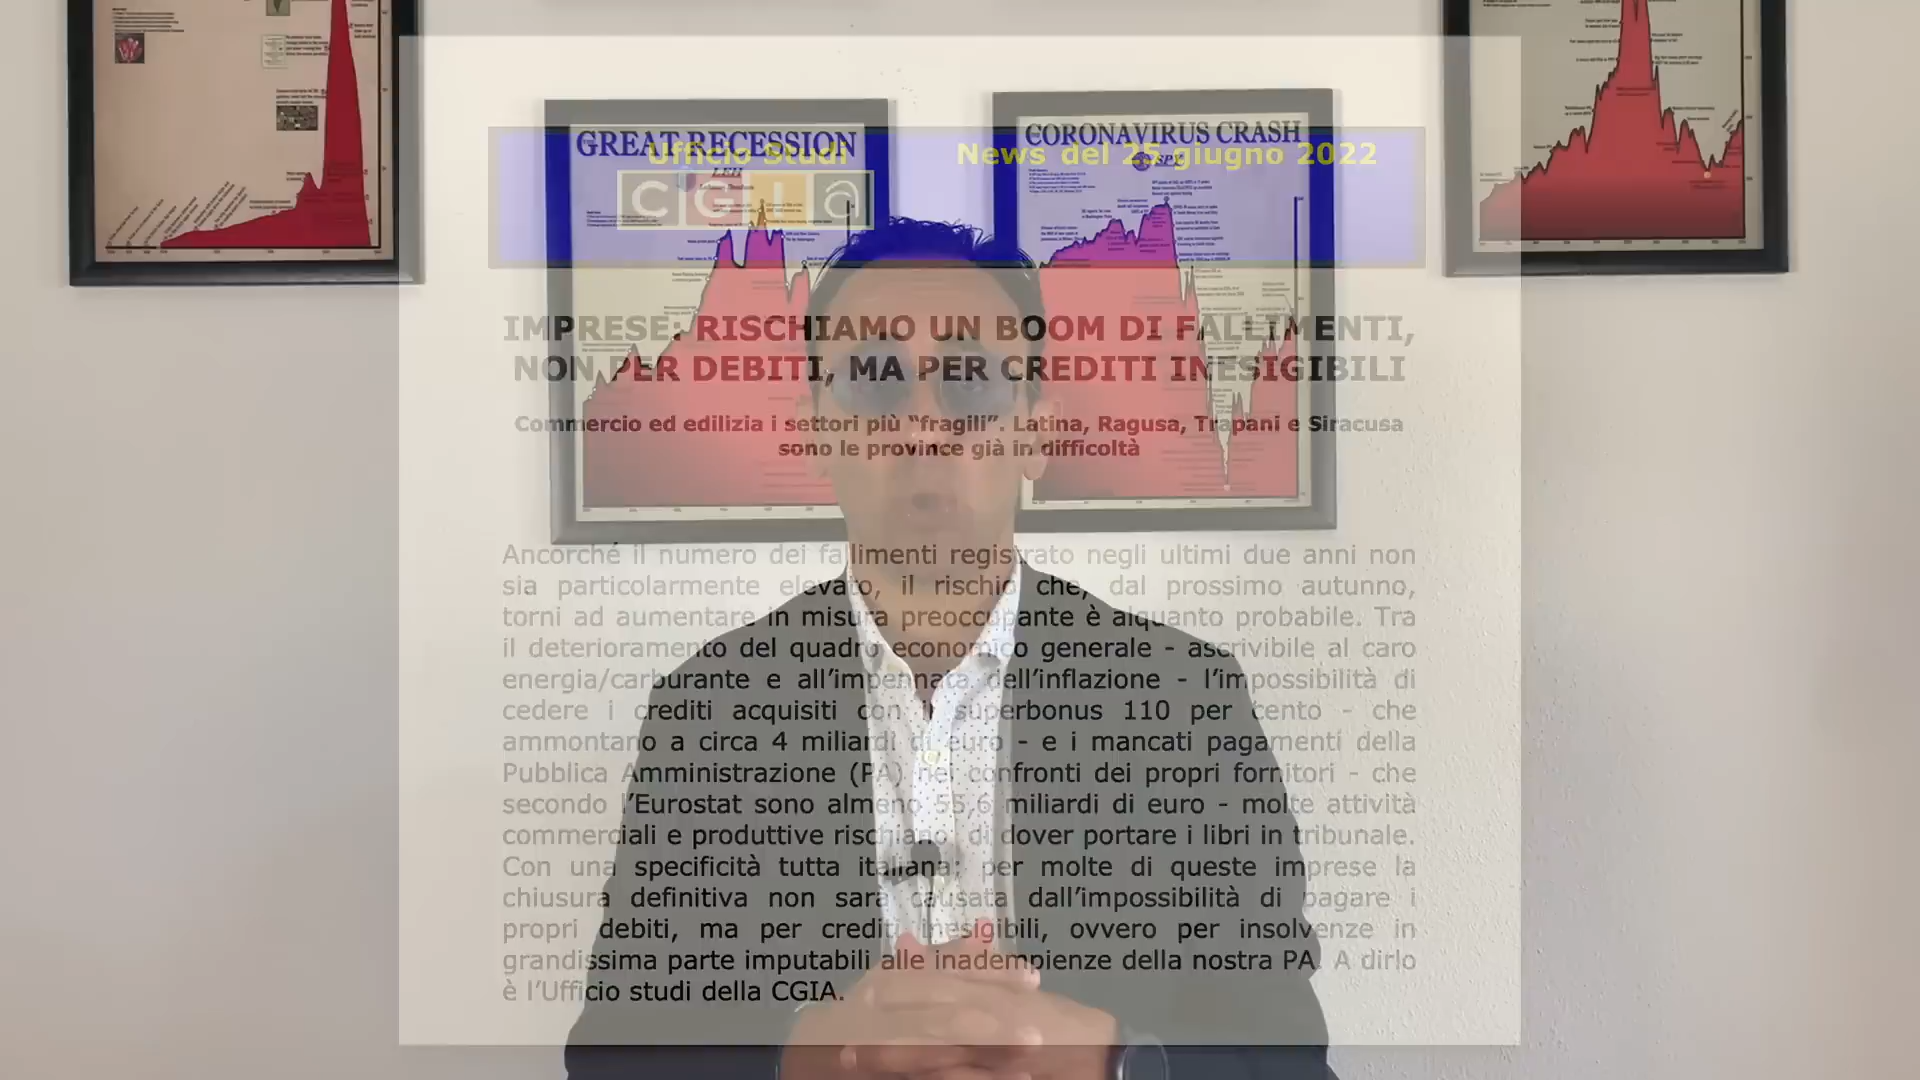 GREAT RECESSION
CORONAVIRUS CRASH
LEH
SPX
Ufficio Studi
CGIA
News del 25 giugno 2022
IMPRESE: RISCHIAMO UN BOOM DI FALLIMENTI,
NON PER DEBITI, MA PER CREDITI INESIGIBILI
Commercio ed edilizia i settori più “fragili”. Latina, Ragusa, Trapani e Siracusa
sono le province già in difficoltà
Ancorché il numero dei fallimenti registrato negli ultimi due anni non
sia particolarmente elevato, il rischio che, dal prossimo autunno,
torni ad aumentare in misura preoccupante è alquanto probabile. Tra
il deterioramento del quadro economico generale - ascrivibile al caro
energia/carburante e all’impennata dell’inflazione - l’impossibilità di
cedere i crediti acquisiti con il superbonus 110 per cento - che
ammontano a circa 4 miliardi di euro - e i mancati pagamenti della
Pubblica Amministrazione (PA) nei confronti dei propri fornitori - che
secondo l’Eurostat sono almeno 55,6 miliardi di euro - molte attività
commerciali e produttive rischiano di dover portare i libri in tribunale.
Con una specificità tutta italiana: per molte di queste imprese la
chiusura definitiva non sarà causata dall’impossibilità di pagare i
propri debiti, ma per crediti inesigibili, ovvero per insolvenze in
grandissima parte imputabili alle inadempienze della nostra PA. A dirlo
è l’Ufficio studi della CGIA.